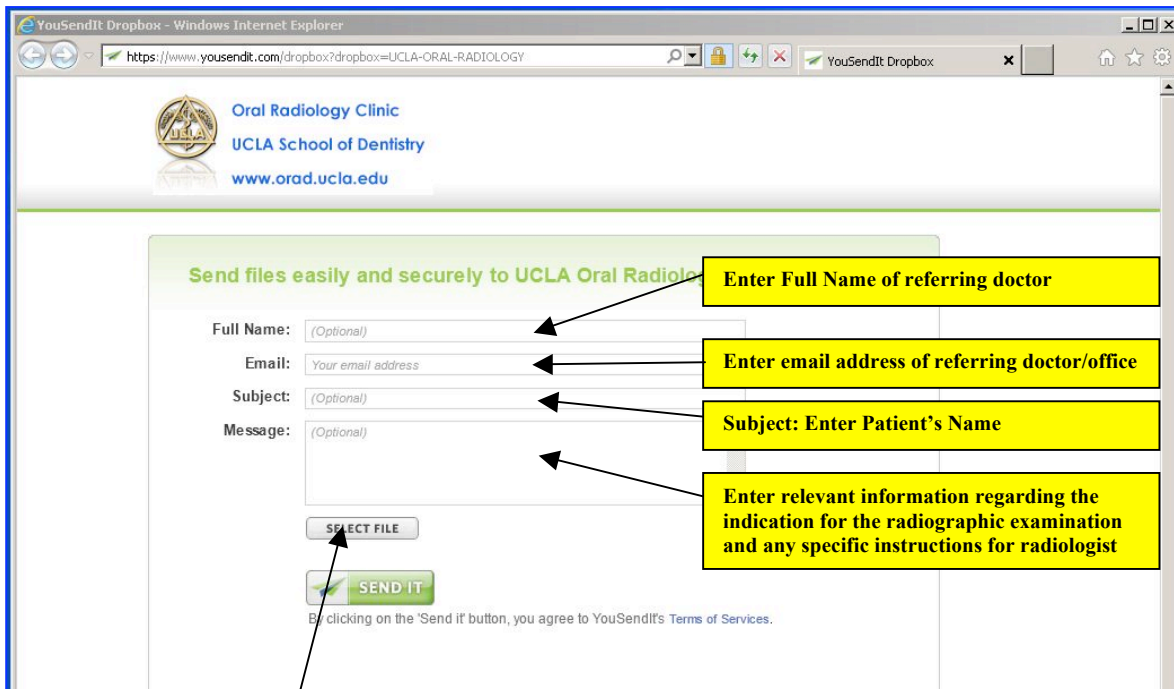 YouSendIt Dropbox - Windows Internet Explorer
https://www.yousendit.com/dropbox?dropbox=UCLA-ORAL-RADIOLOGY
YouSendIt Dropbox
UCLA
Oral Radiology Clinic
UCLA School of Dentistry
www.orad.ucla.edu
Send files easily and securely to UCLA Oral
Enter Full Name of referring doctor
Full Name: (Optional)
Email: Your email address
Enter email address of referring doctor/office
Subject: (Optional)
Subject: Enter Patient’s Name
Message: (Optional)
Enter relevant information regarding the
indication for the radiographic examination
and any specific instructions for radiologist
SELECT FILE
SEND IT
By clicking on the 'Send it' button, you agree to YouSendIt's Terms of Services.